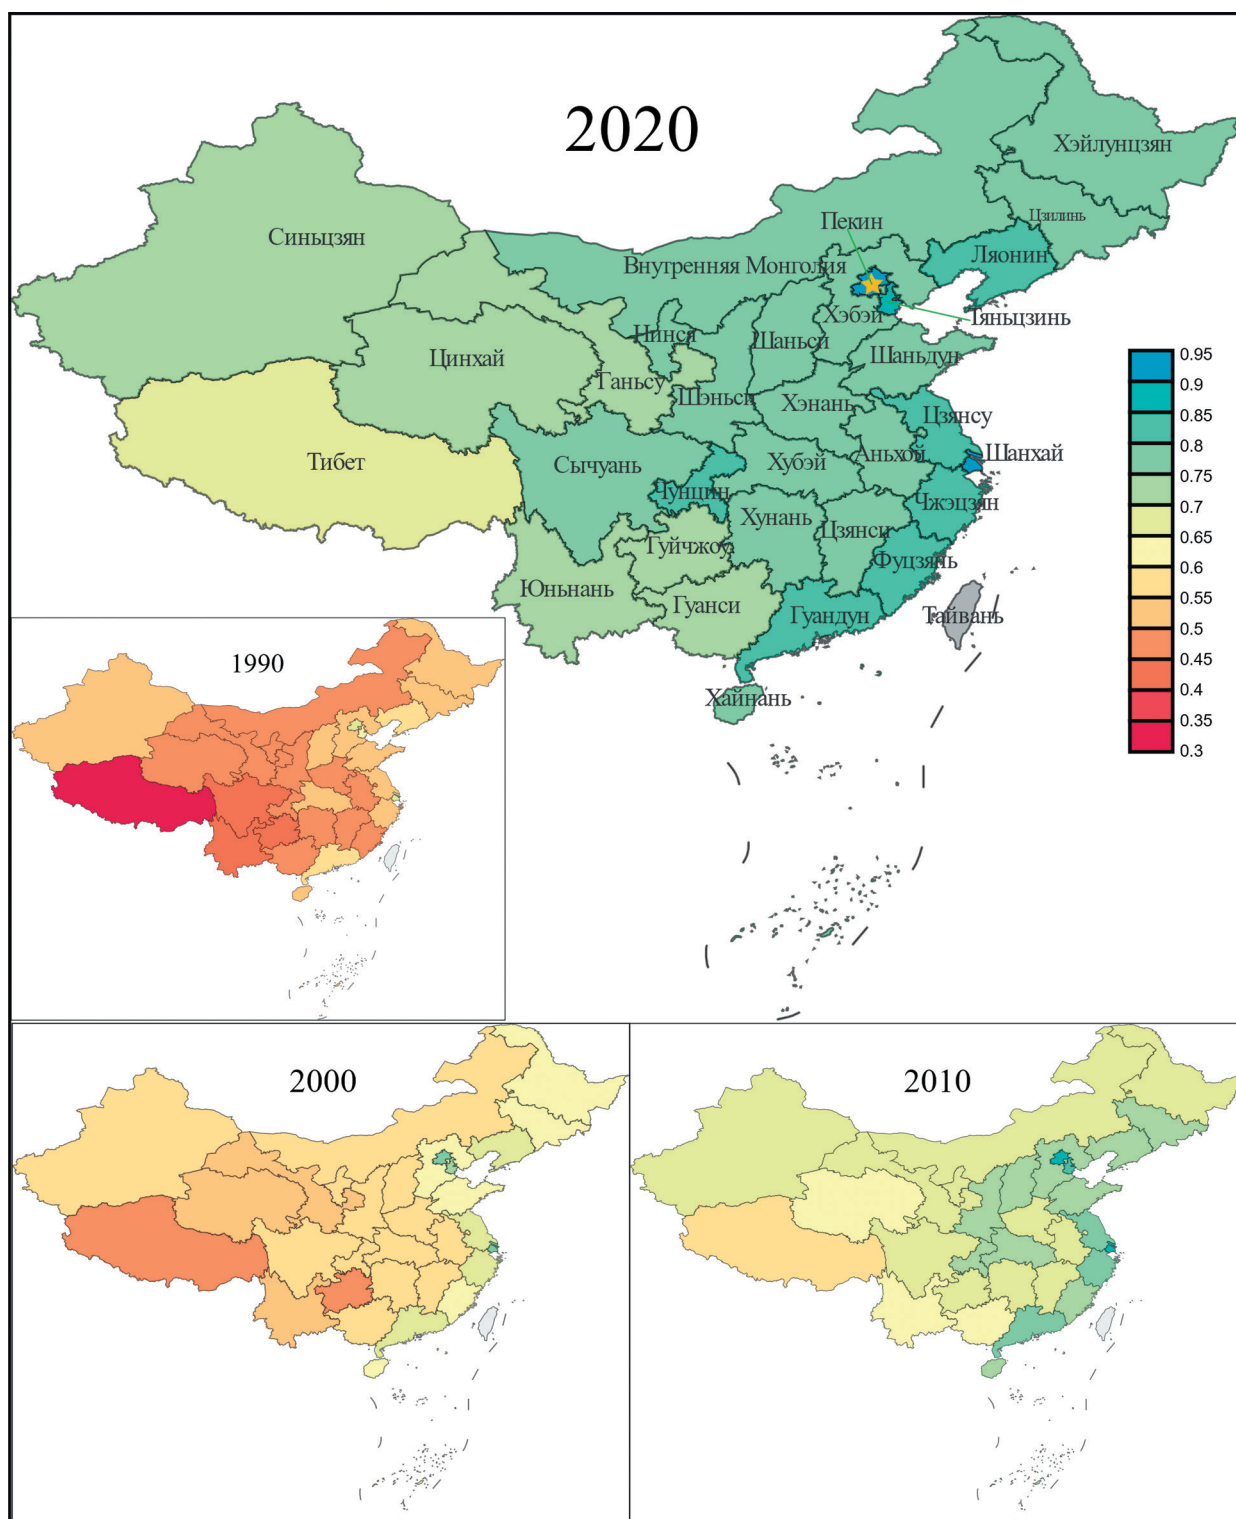 2020
Хэйлунцзян
Цзилинь
Пекин
Синьцзян
Ляонин
Внутренняя Монголия
Хэбэй
Тяньцзинь
Нинся
Шаньси
Шаньдун
Цинхай
Ганьсу
Шэньси
Хэнань
Цзянсу
Тибет
Сычуань
Хубэй
Аньхой
Шанхай
Чунцин
Чжэцзян
Хунань
Цзянси
Гуйчжоу
Фуцзянь
Юньнань
Гуанси
Гуандун
Тайвань
Хайнань
0.95
0.9
0.85
0.8
0.75
0.7
0.65
0.6
0.55
0.5
0.45
0.4
0.35
0.3
1990
2000
2010